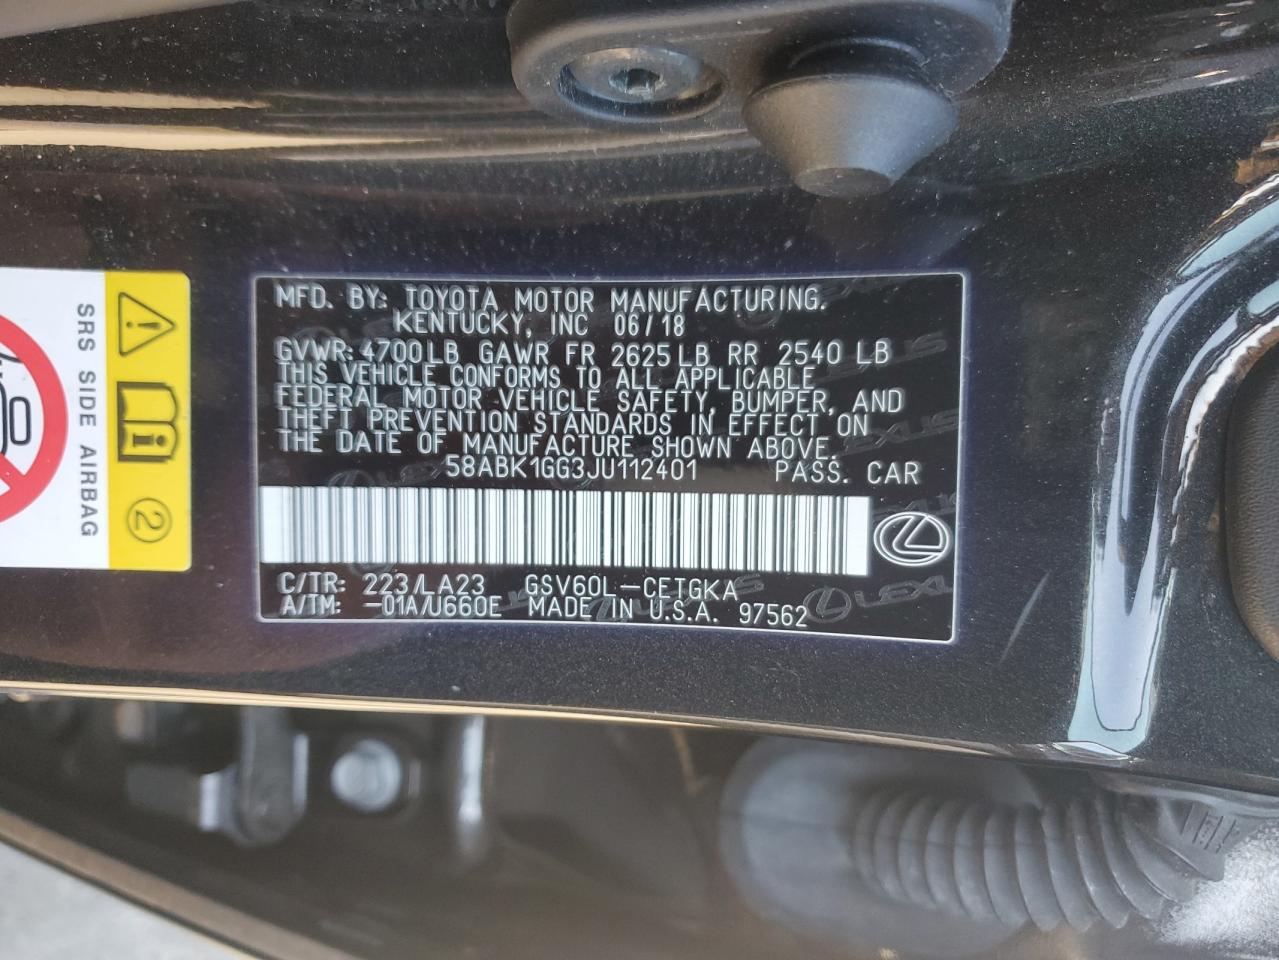 MFD. BY: TOYOTA MOTOR MANUFACTURING.
KENTUCKY, INC 06/18
GVWR: 4700LB GAWR FR 2625LB RR 2540 LB
THIS VEHICLE CONFORMS TO ALL APPLICABLE
FEDERAL MOTOR VEHICLE SAFETY, BUMPER, AND
THEFT PREVENTION STANDARDS IN EFFECT ON
THE DATE OF MANUFACTURE SHOWN ABOVE.
58ABK1GG3JU112401 PASS. CAR
C/TR: 223/LA23 GSV60L-CETGKA
A/TM: -01A/U660E MADE IN U.S.A. 97562
LEXUS
SRS SIDE AIRBAG
2